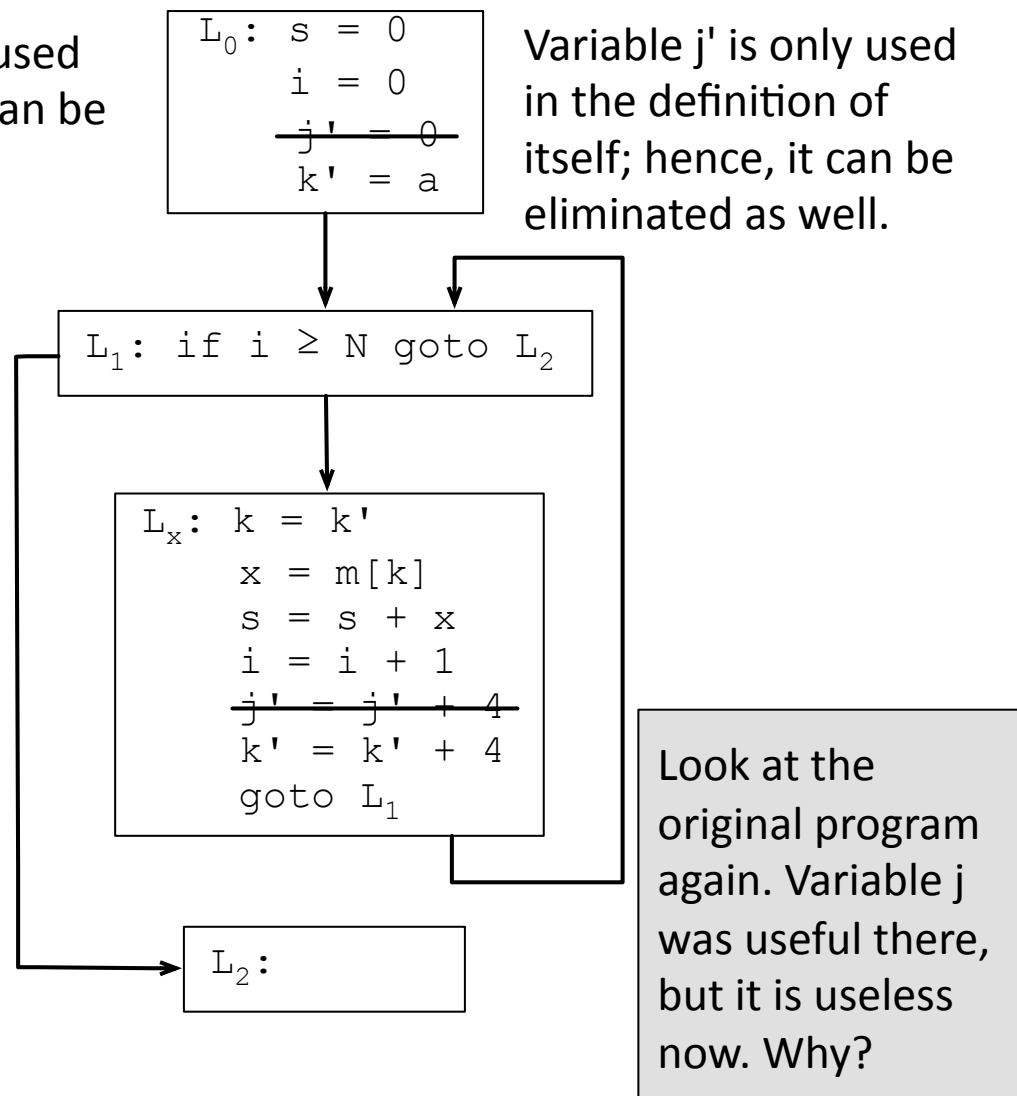 used
an be
L₀: s = 0
i = 0
j' = 0
k' = a
Variable j' is only used
in the definition of
itself; hence, it can be
eliminated as well.
L₁: if i ≥ N goto L₂
Lₓ: k = k'
x = m[k]
s = s + x
i = i + 1
j' = j' + 4
k' = k' + 4
goto L₁
L₂:
Look at the
original program
again. Variable j
was useful there,
but it is useless
now. Why?